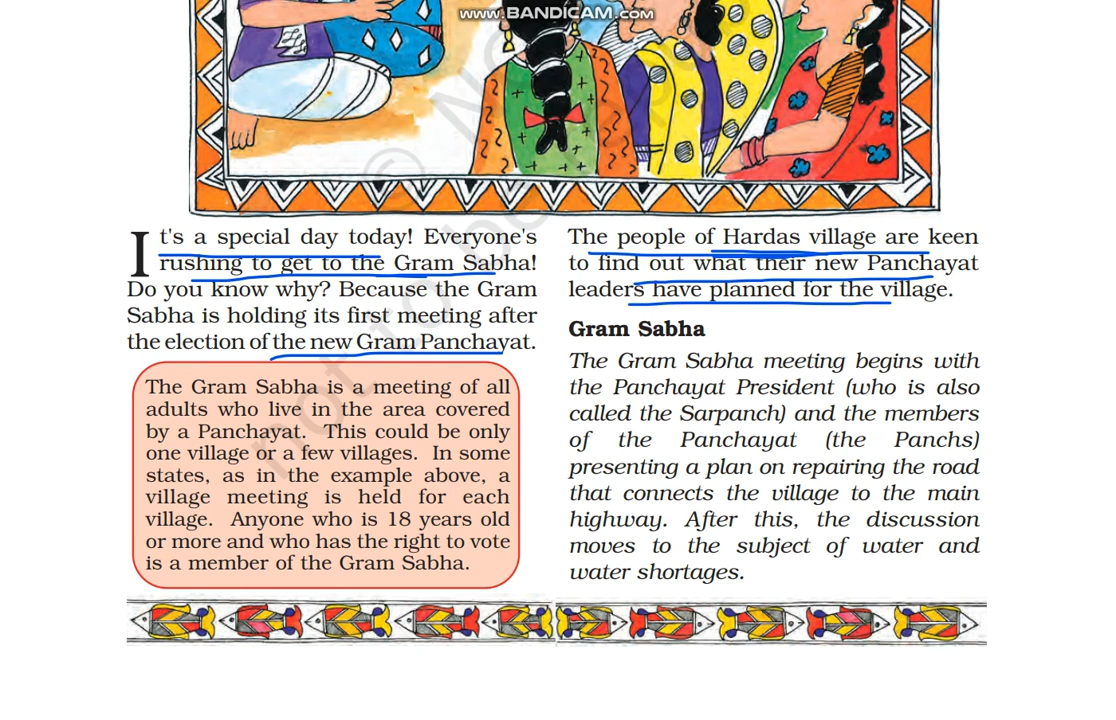 www.BANDICAM.com
It's a special day today! Everyone's
rushing to get to the Gram Sabha!
Do you know why? Because the Gram
Sabha is holding its first meeting after
the election of the new Gram Panchayat.
The Gram Sabha is a meeting of all
adults who live in the area covered
by a Panchayat. This could be only
one village or a few villages. In some
states, as in the example above, a
village meeting is held for each
village. Anyone who is 18 years old
or more and who has the right to vote
is a member of the Gram Sabha.
The people of Hardas village are keen
to find out what their new Panchayat
leaders have planned for the village.
Gram Sabha
The Gram Sabha meeting begins with
the Panchayat President (who is also
called the Sarpanch) and the members
of the Panchayat (the Panchs)
presenting a plan on repairing the road
that connects the village to the main
highway. After this, the discussion
moves to the subject of water and
water shortages.